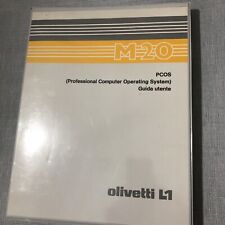 M20
PCOS
(Professional Computer Operating System)
Guida utente
olivetti L1